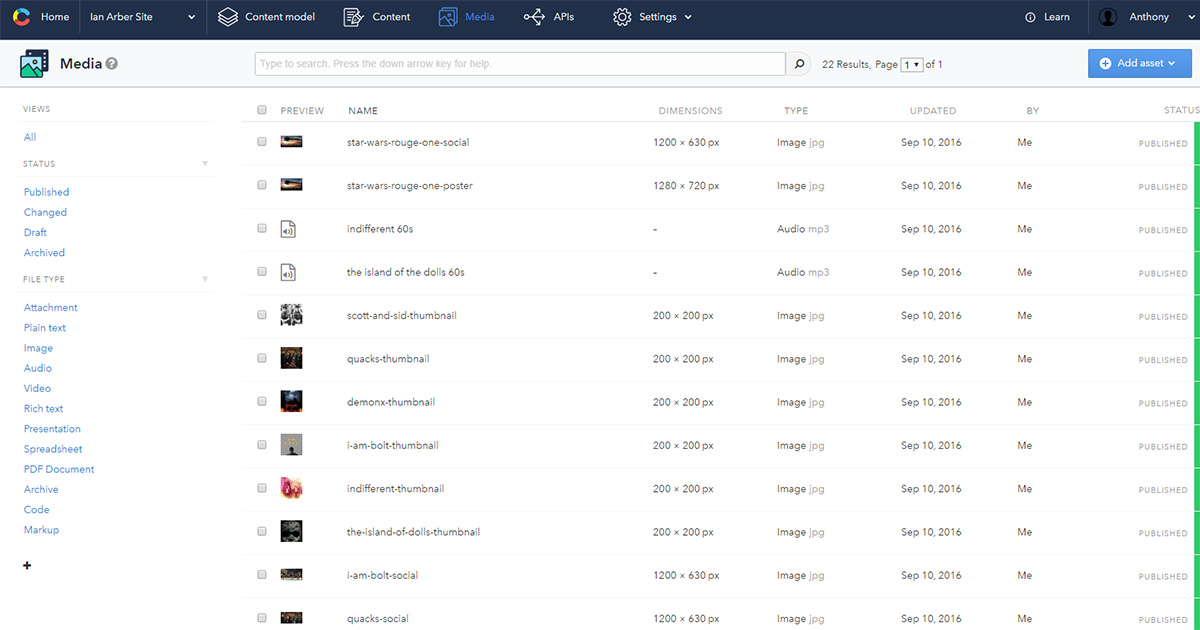 Home Ian Arber Site Content model Content Media APIs Settings Learn Anthony
Media ? Type to search. Press the down arrow key for help. 22 Results, Page 1 of 1 Add asset
VIEWS
All
STATUS
Published
Changed
Draft
Archived
FILE TYPE
Attachment
Plain text
Image
Audio
Video
Rich text
Presentation
Spreadsheet
PDF Document
Archive
Code
Markup
PREVIEW NAME DIMENSIONS TYPE UPDATED BY STATUS
star-wars-rouge-one-social 1200 × 630 px Image jpg Sep 10, 2016 Me PUBLISHED
star-wars-rouge-one-poster 1280 × 720 px Image jpg Sep 10, 2016 Me PUBLISHED
indifferent 60s - Audio mp3 Sep 10, 2016 Me PUBLISHED
the island of the dolls 60s - Audio mp3 Sep 10, 2016 Me PUBLISHED
scott-and-sid-thumbnail 200 × 200 px Image jpg Sep 10, 2016 Me PUBLISHED
quacks-thumbnail 200 × 200 px Image jpg Sep 10, 2016 Me PUBLISHED
demonx-thumbnail 200 × 200 px Image jpg Sep 10, 2016 Me PUBLISHED
i-am-bolt-thumbnail 200 × 200 px Image jpg Sep 10, 2016 Me PUBLISHED
indifferent-thumbnail 200 × 200 px Image jpg Sep 10, 2016 Me PUBLISHED
the-island-of-dolls-thumbnail 200 × 200 px Image jpg Sep 10, 2016 Me PUBLISHED
i-am-bolt-social 1200 × 630 px Image jpg Sep 10, 2016 Me PUBLISHED
quacks-social 1200 × 630 px Image jpg Sep 10, 2016 Me PUBLISHED